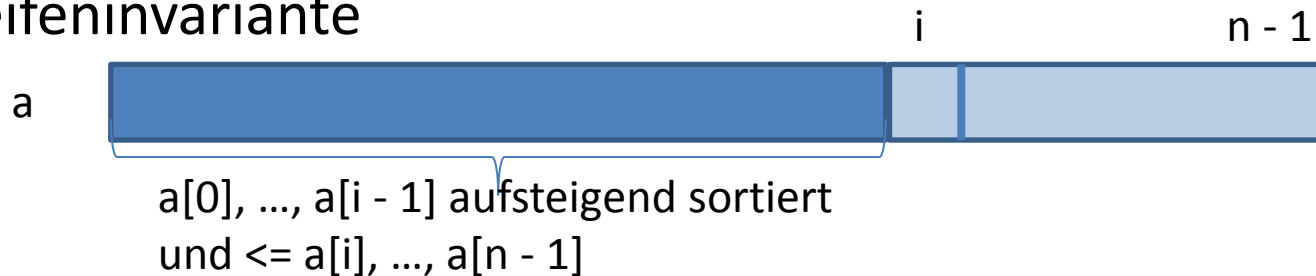 eifeninvariante
i n - 1
a
a[0], …, a[i - 1] aufsteigend sortiert
und <= a[i], …, a[n - 1]